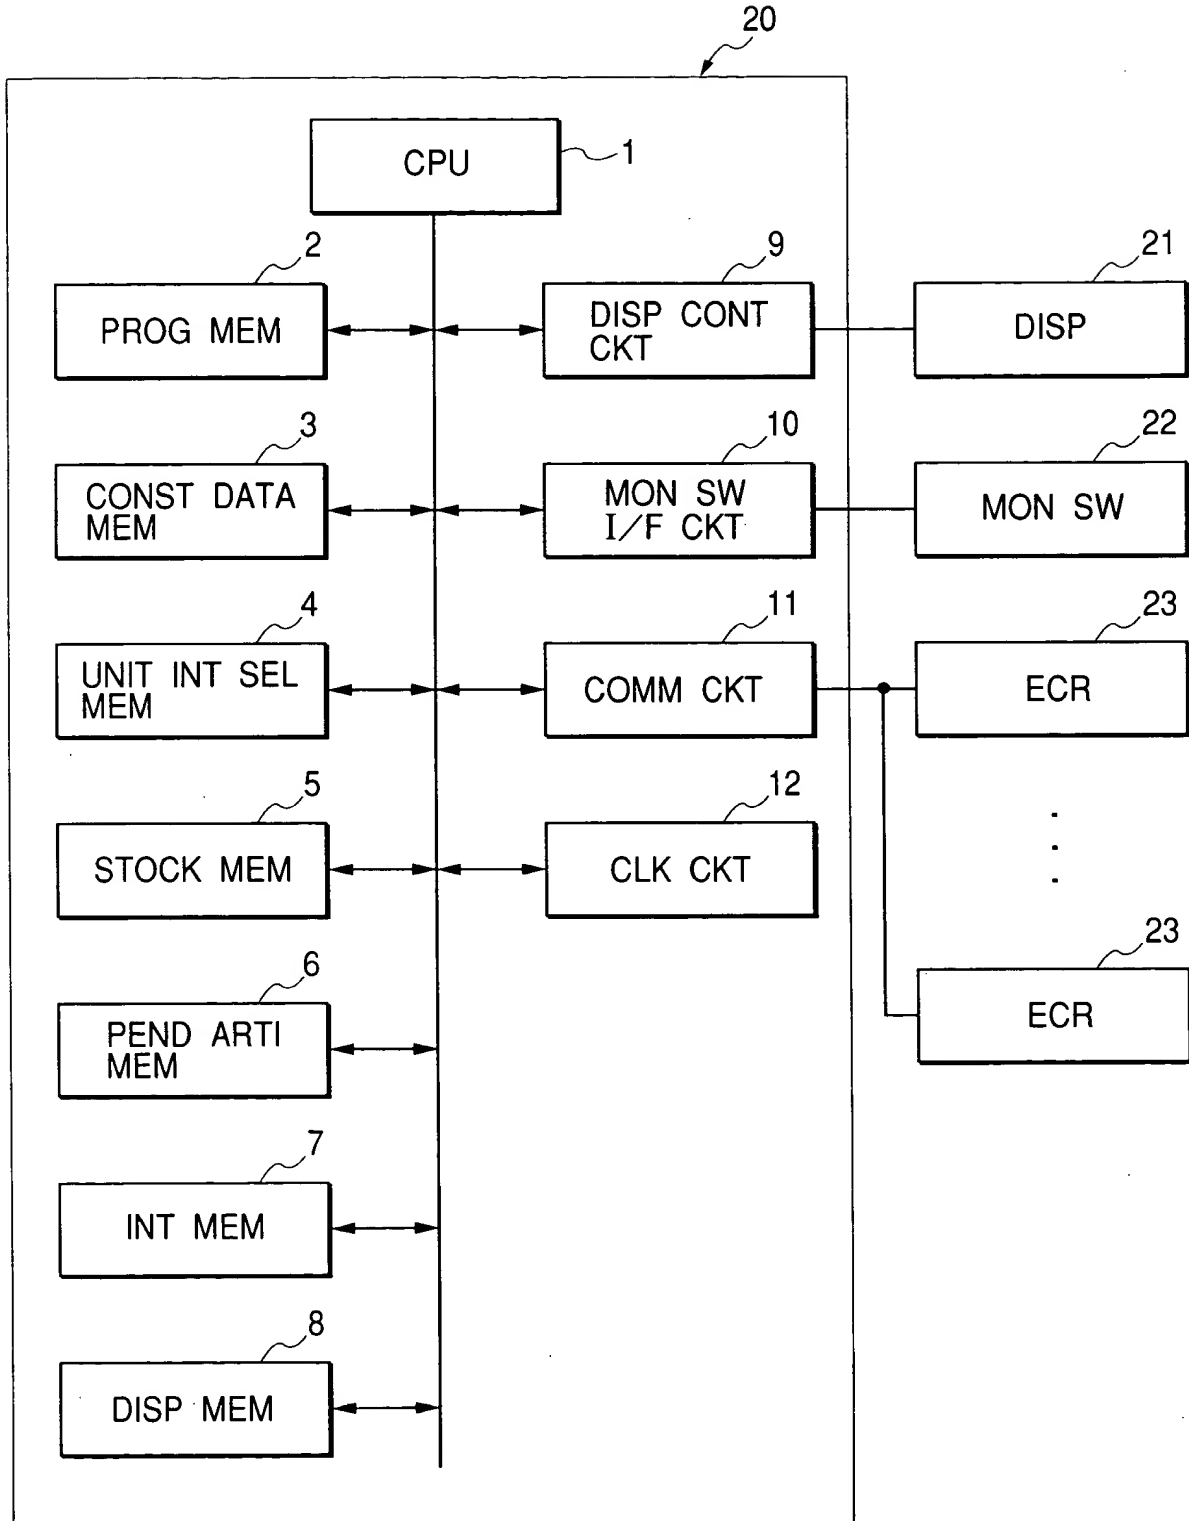 20
CPU
1
2
9
21
PROG MEM
DISP CONT
CKT
DISP
3
10
22
CONST DATA
MEM
MON SW
I/F CKT
MON SW
4
11
23
UNIT INT SEL
MEM
COMM CKT
ECR
5
12
STOCK MEM
CLK CKT
6
23
PEND ARTI
MEM
ECR
7
INT MEM
8
DISP MEM